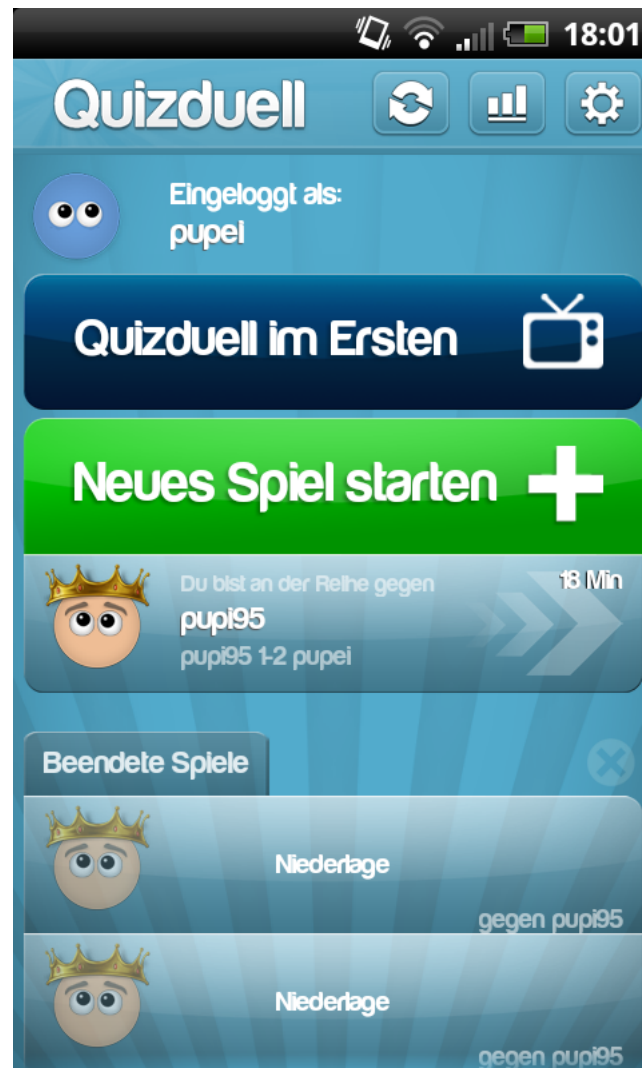 18:01
Quizduell
Eingeloggt als:
pupei
Quizduell im Ersten
Neues Spiel starten
18 Min
Du bist an der Reihe gegen
pupi95
pupi95 1-2 pupei
Beendete Spiele
Niederlage
gegen pupi95
Niederlage
gegen pupi95